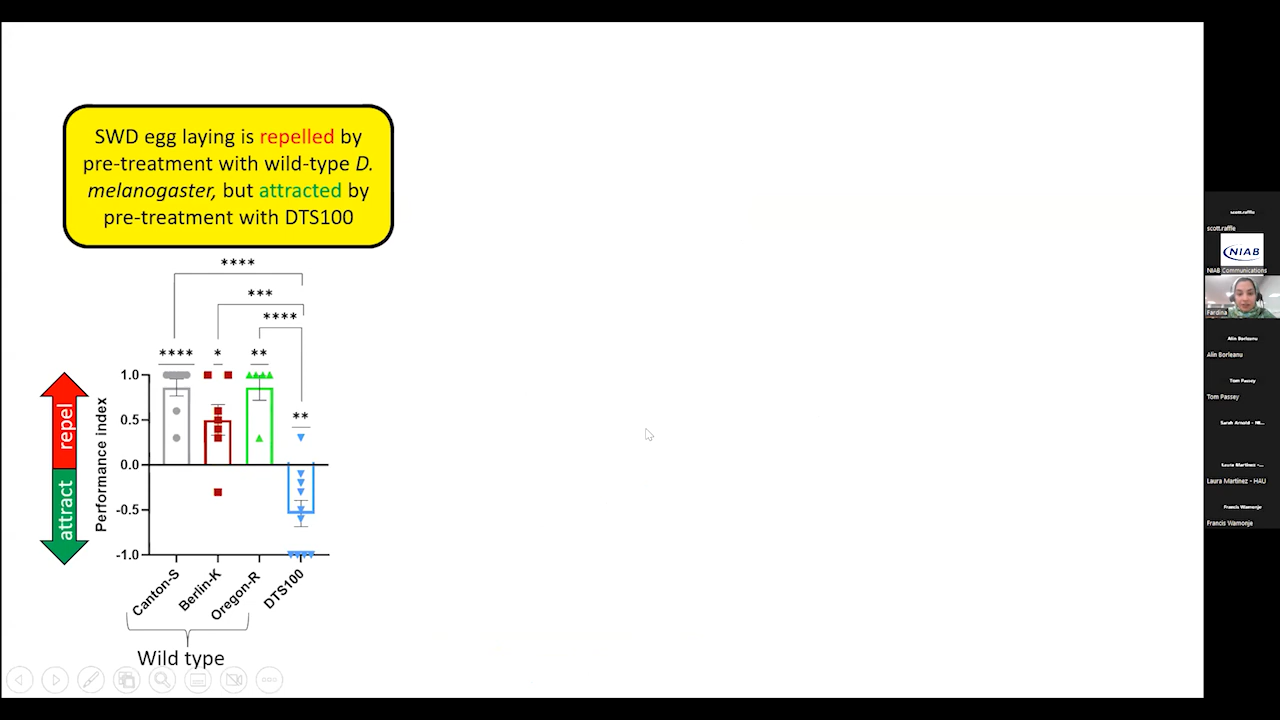 SWD egg laying is repelled by
pre-treatment with wild-type D.
melanogaster, but attracted by
pre-treatment with DTS100
****
***
****
**** * **
**
repel
attract
Performance index
1.0
0.5
0.0
-0.5
-1.0
Canton-S
Berlin-K
Oregon-R
DTS100
Wild type
scott.raffle
scott.raffle
NIAB
NIAB Communications
Fardina
Alin Borleanu
Alin Borleanu
Tom Passey
Tom Passey
Sarah Arnold - NI...
Laura Martinez -...
Laura Martinez - HAU
Francis Wamonje
Francis Wamonje